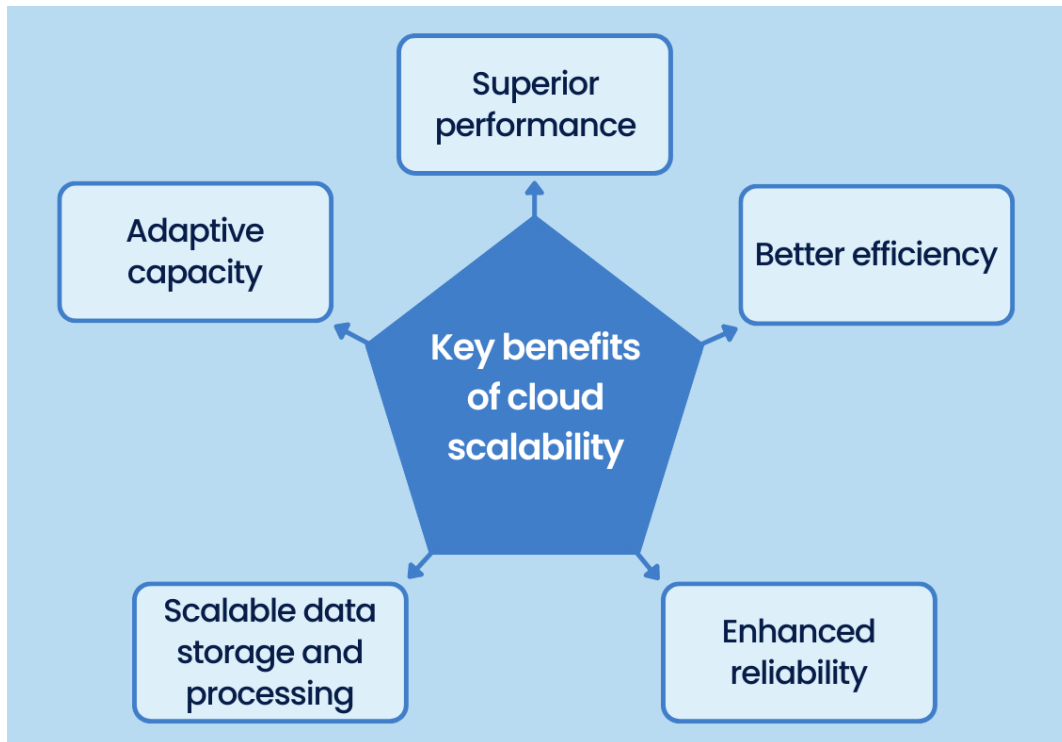 Superior
performance
Adaptive
capacity
Better efficiency
Key benefits
of cloud
scalability
Scalable data
storage and
processing
Enhanced
reliability